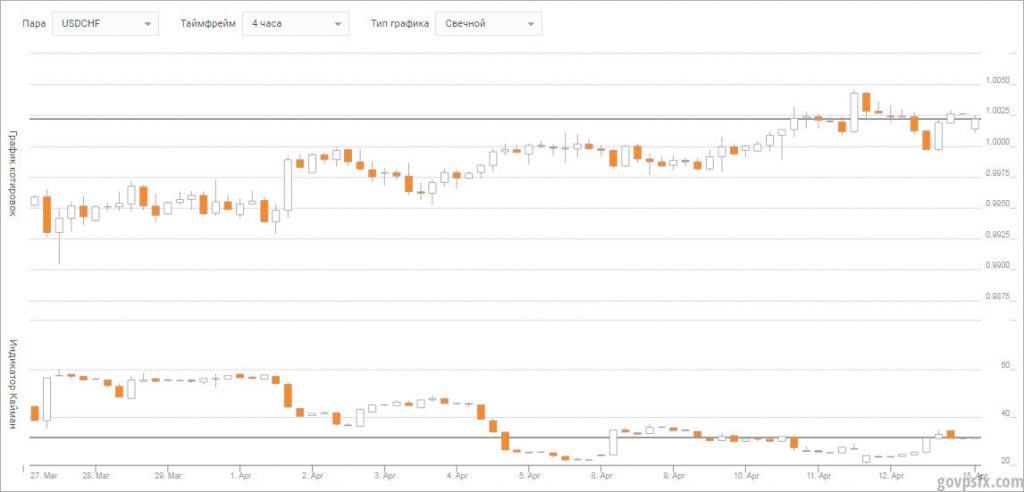 Пара USDCHF Таймфрейм 4 часа Тип графика Свечной
График котировок
1.0050
1.0025
1.0000
0.9975
0.9950
0.9925
0.9900
0.9875
Индикатор Кайман
60
40
20
27. Mar 28. Mar 29. Mar 1. Apr 2. Apr 3. Apr 4. Apr 5. Apr 8. Apr 9. Apr 10. Apr 11. Apr 12. Apr 15. Apr
govpsfx.com